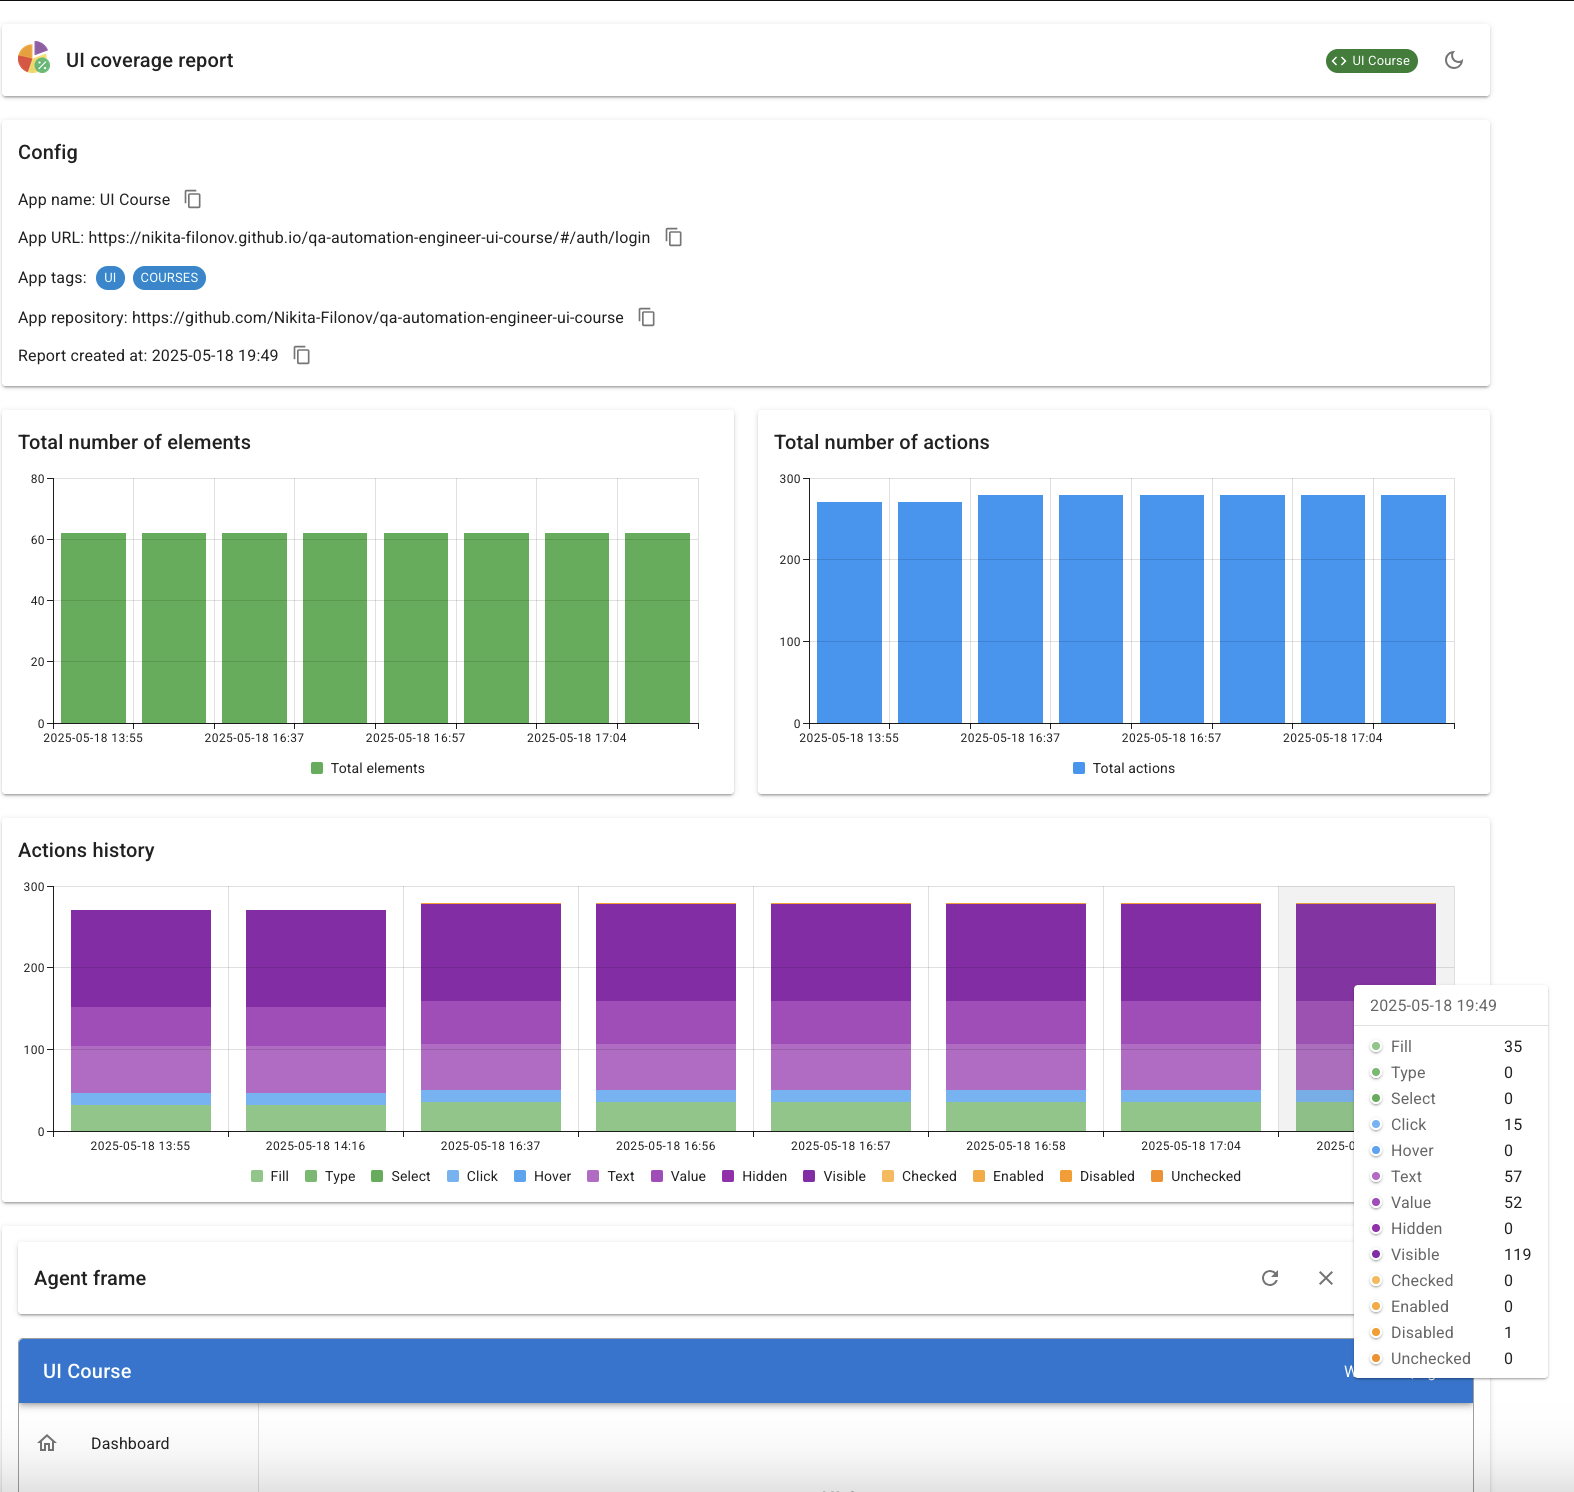 UI coverage report
UI Course
Config
App name: UI Course
App URL: https://nikita-filonov.github.io/qa-automation-engineer-ui-course/#/auth/login
App tags: UI COURSES
App repository: https://github.com/Nikita-Filonov/qa-automation-engineer-ui-course
Report created at: 2025-05-18 19:49
Total number of elements
80
60
40
20
0
2025-05-18 13:55 2025-05-18 16:37 2025-05-18 16:57 2025-05-18 17:04
Total elements
Total number of actions
300
200
100
0
2025-05-18 13:55 2025-05-18 16:37 2025-05-18 16:57 2025-05-18 17:04
Total actions
Actions history
300
200
100
0
2025-05-18 13:55 2025-05-18 14:16 2025-05-18 16:37 2025-05-18 16:56 2025-05-18 16:57 2025-05-18 16:58 2025-05-18 17:04 2025-0
Fill Type Select Click Hover Text Value Hidden Visible Checked Enabled Disabled Unchecked
2025-05-18 19:49
Fill 35
Type 0
Select 0
Click 15
Hover 0
Text 57
Value 52
Hidden 0
Visible 119
Checked 0
Enabled 0
Disabled 1
Unchecked 0
Agent frame
UI Course
Dashboard